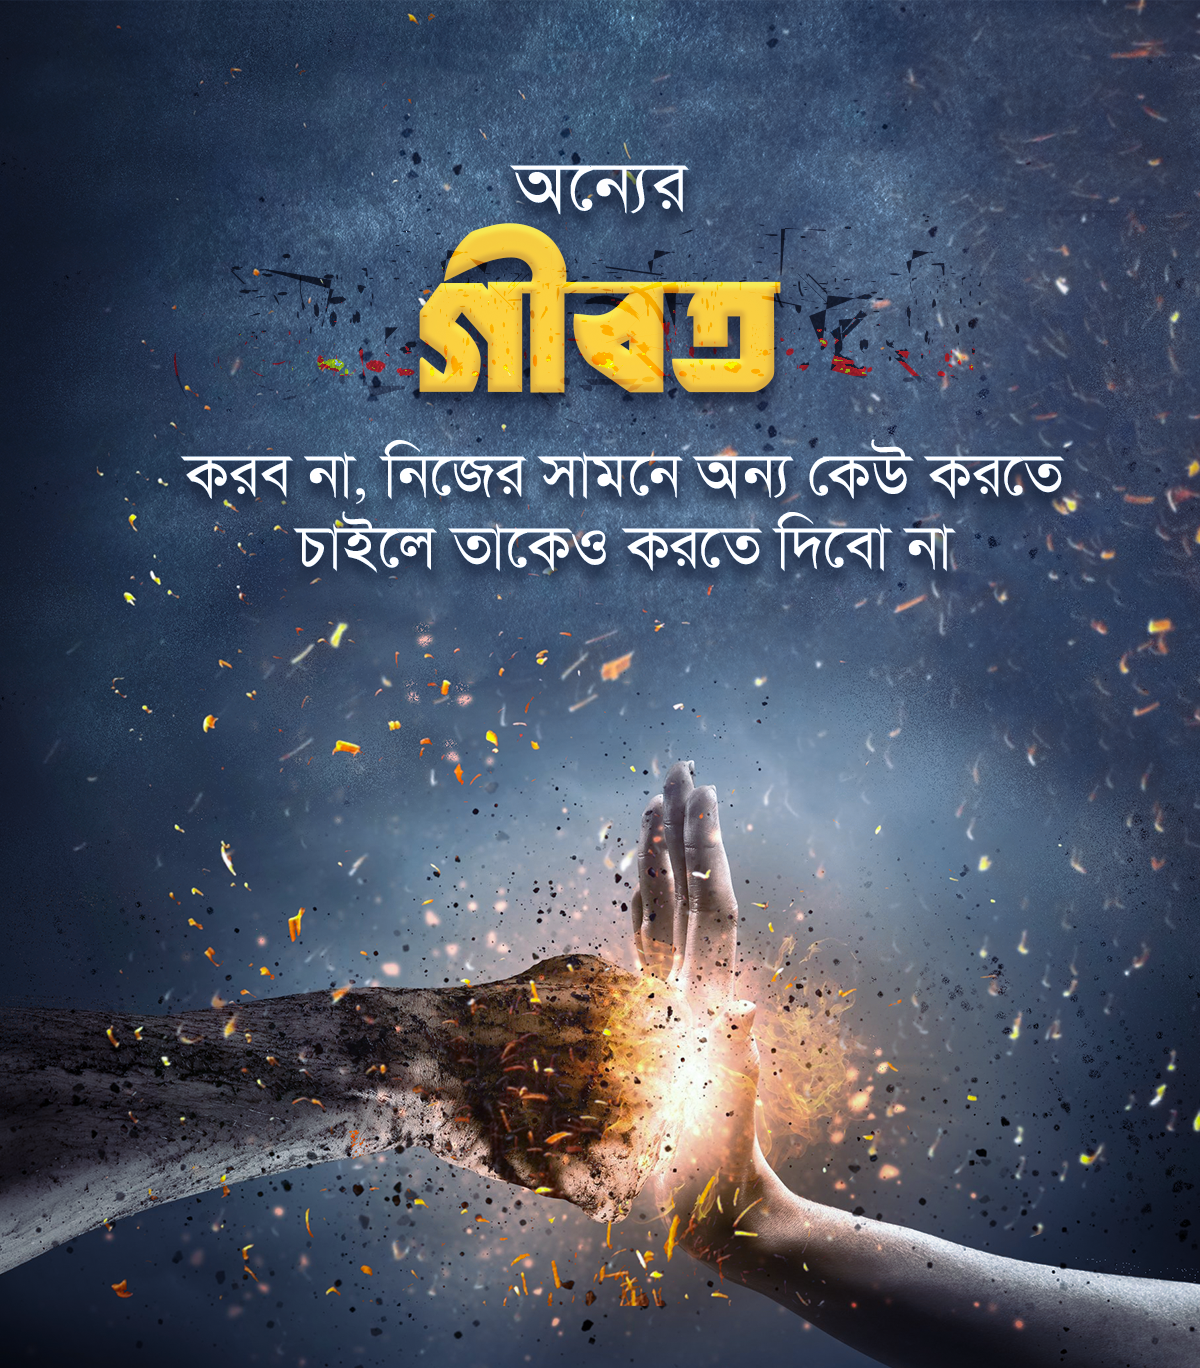 অন্যের
গীবত
করব না, নিজের সামনে অন্য কেউ করতে
চাইলে তাকেও করতে দিবো না